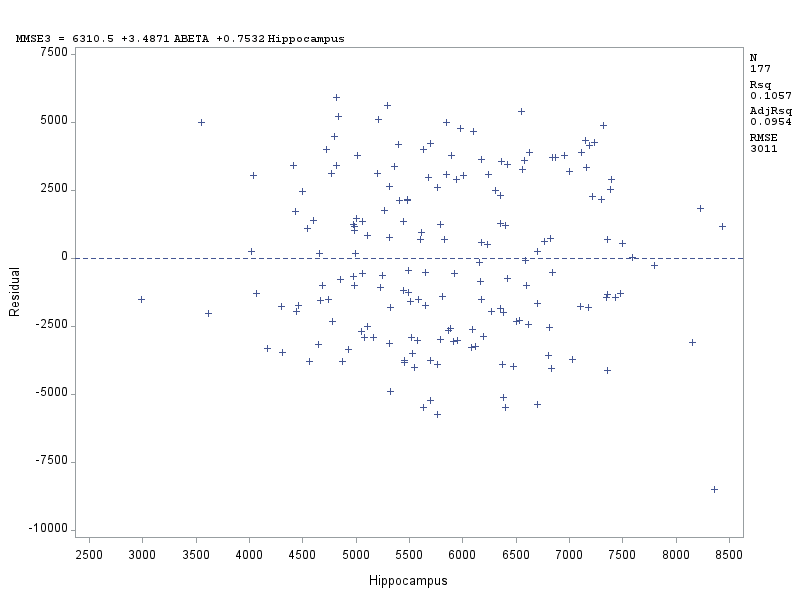 MMSE3 = 6310.5 +3.4871 ABETA +0.7532 Hippocampus
7500
5000
2500
0
-2500
-5000
-7500
-10000
Residual
N
177
Rsq
0.1057
AdjRsq
0.0954
RMSE
3011
2500 3000 3500 4000 4500 5000 5500 6000 6500 7000 7500 8000 8500
Hippocampus